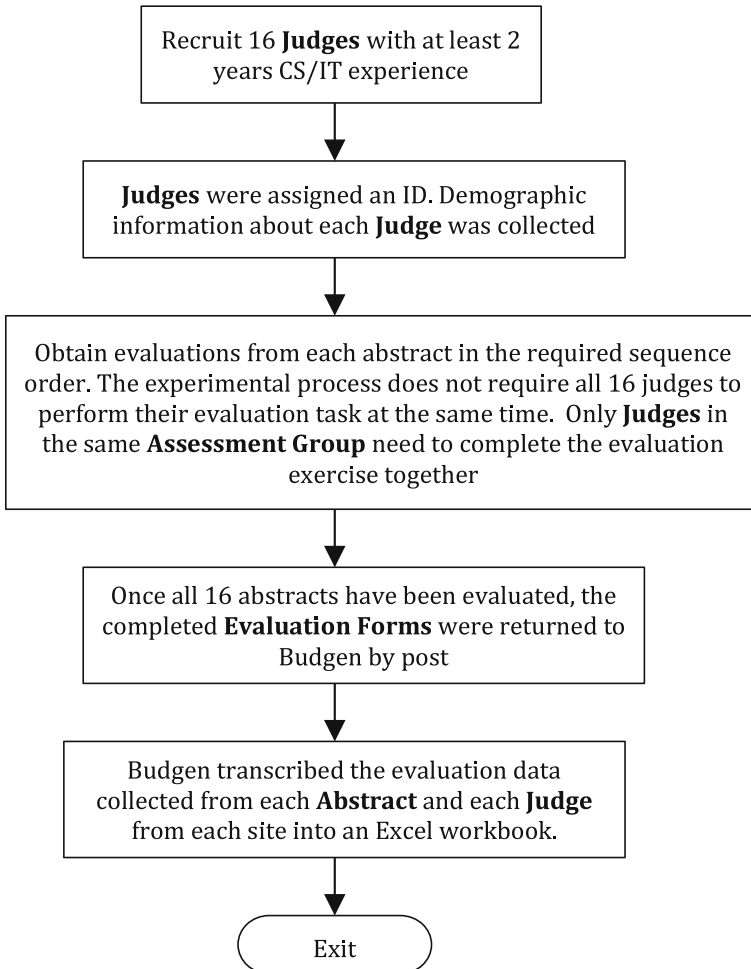 Recruit 16 Judges with at least 2
years CS/IT experience
Judges were assigned an ID. Demographic
information about each Judge was collected
Obtain evaluations from each abstract in the required sequence
order. The experimental process does not require all 16 judges to
perform their evaluation task at the same time.  Only Judges in
the same Assessment Group need to complete the evaluation
exercise together
Once all 16 abstracts have been evaluated, the
completed Evaluation Forms were returned to
Budgen by post
Budgen transcribed the evaluation data
collected from each Abstract and each Judge
from each site into an Excel workbook.
Exit